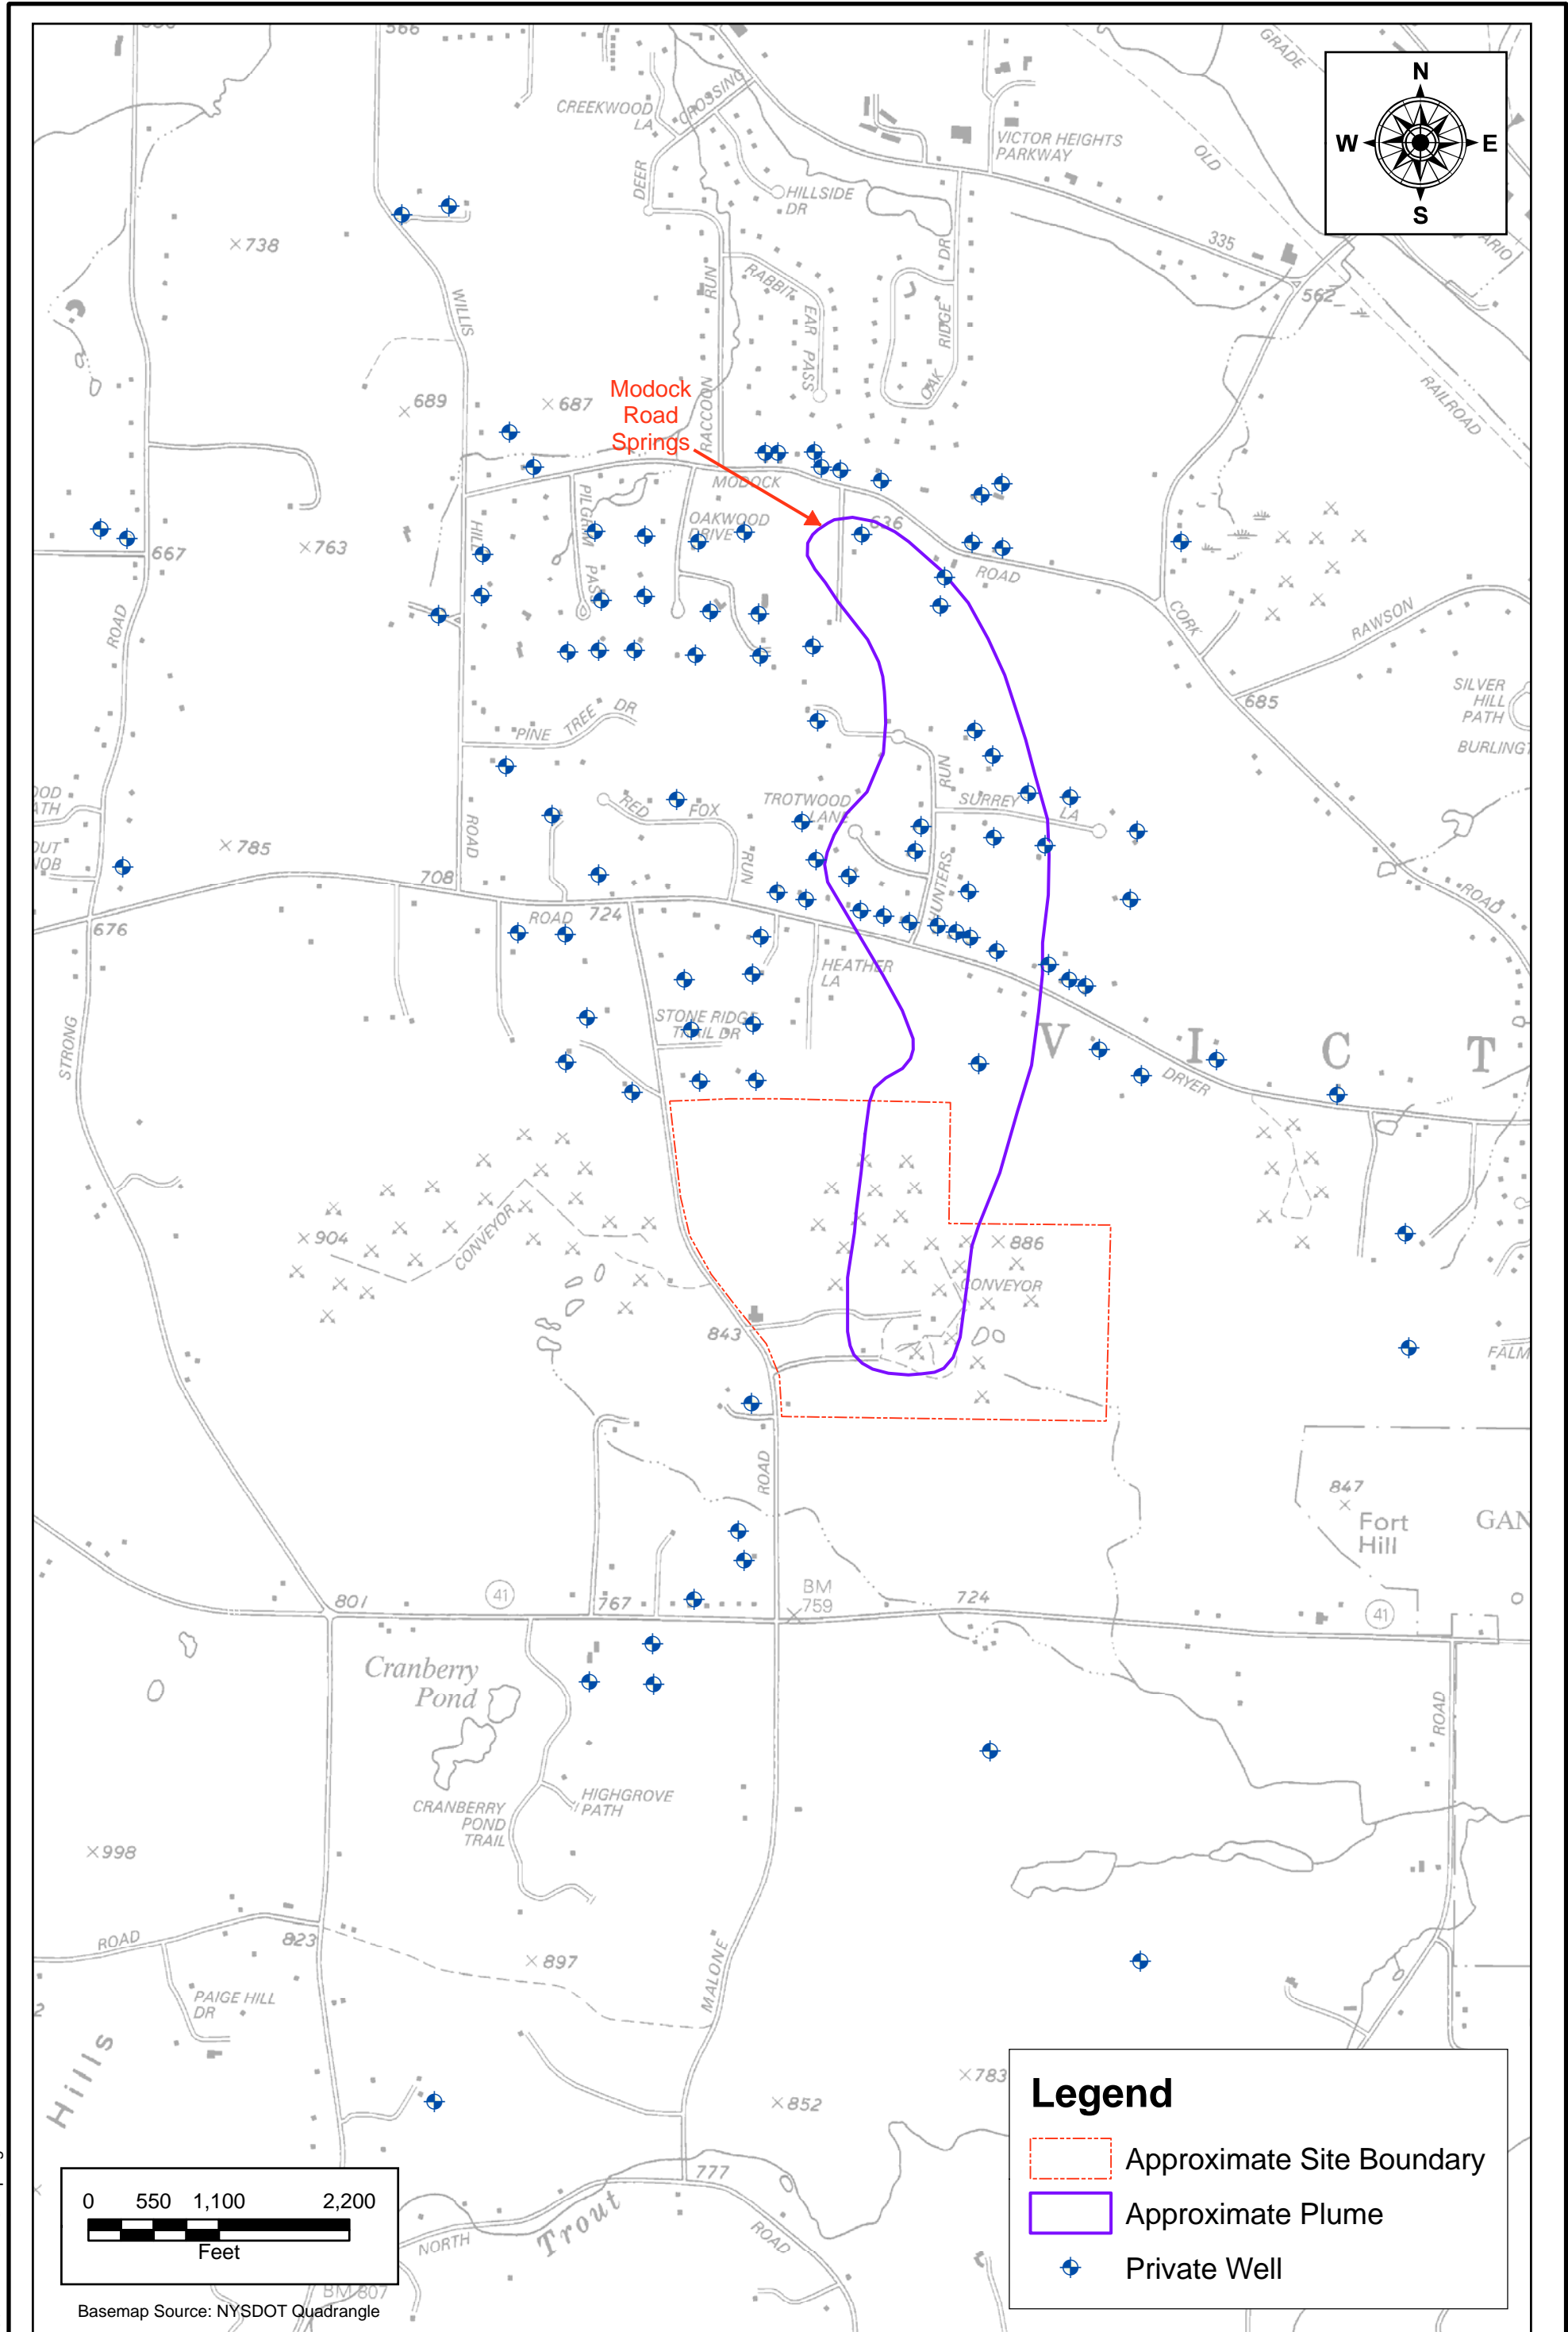 566
GRADE
N
W
E
S
CREEKWOOD
LA
CROSSING
VICTOR HEIGHTS
PARKWAY
OLD
DEER
HILLSIDE
DR
738
335
DR
RUN
RABBIT
EAR PASS
562
WILLIS
RIDGE
OAK
RAILROAD
Modock
Road
Springs
689
687
RACCOON
MODOCK
PILGRIM PASS
OAKWOOD
DRIVE
636
HILL
667
763
ROAD
ROAD
CORK
RAWSON
SILVER
HILL
PATH
685
PINE TREE DR
BURLINGT
RUN
RED FOX
TROTWOOD
LANE
SURREY
LA
ROAD
785
RUN
HUNTERS
708
ROAD
724
ROAD
676
HEATHER
LA
STONE RIDGE
TRAIL DR
STRONG
V I C T
DRYER
904
CONVEYOR
886
CONVEYOR
843
FALM
ROAD
847
Fort
Hill
GAN
801
41
767
BM
759
724
41
Cranberry
Pond
ROAD
HIGHGROVE
PATH
CRANBERRY
POND
TRAIL
998
ROAD
823
897
MALONE
PAIGE HILL
DR
Hills
783
852
Legend
Approximate Site Boundary
Approximate Plume
Private Well
777
0 550 1,100 2,200
Feet
Trout
NORTH
ROAD
BM 807
Basemap Source: NYSDOT Quadrangle